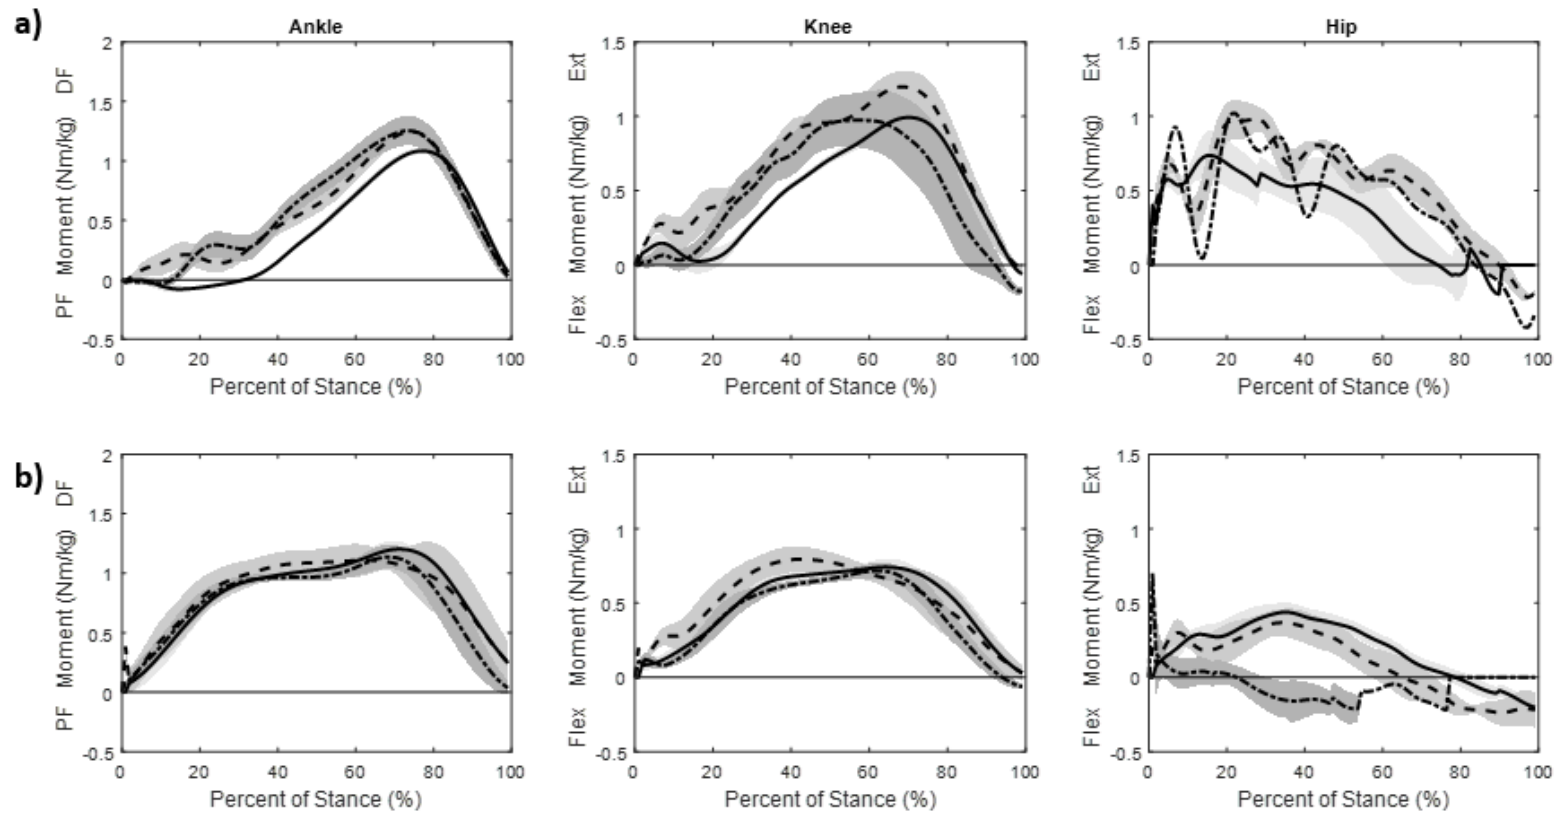 a)
Ankle
Knee
Hip
2
1.5
1
0.5
0
-0.5
PF Moment (Nm/kg) DF
0 20 40 60 80 100
Percent of Stance (%)
1.5
1
0.5
0
-0.5
Flex Moment (Nm/kg) Ext
0 20 40 60 80 100
Percent of Stance (%)
1.5
1
0.5
0
-0.5
Flex Moment (Nm/kg) Ext
0 20 40 60 80 100
Percent of Stance (%)
b)
2
1.5
1
0.5
0
-0.5
PF Moment (Nm/kg) DF
0 20 40 60 80 100
Percent of Stance (%)
1.5
1
0.5
0
-0.5
Flex Moment (Nm/kg) Ext
0 20 40 60 80 100
Percent of Stance (%)
1.5
1
0.5
0
-0.5
Flex Moment (Nm/kg) Ext
0 20 40 60 80 100
Percent of Stance (%)